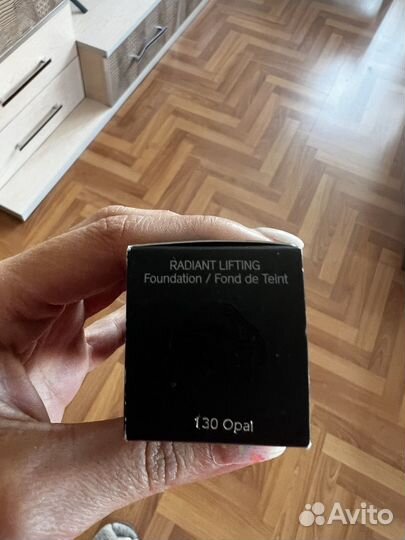 RADIANT LIFTING
Foundation / Fond de Teint
130 Opal
Avito